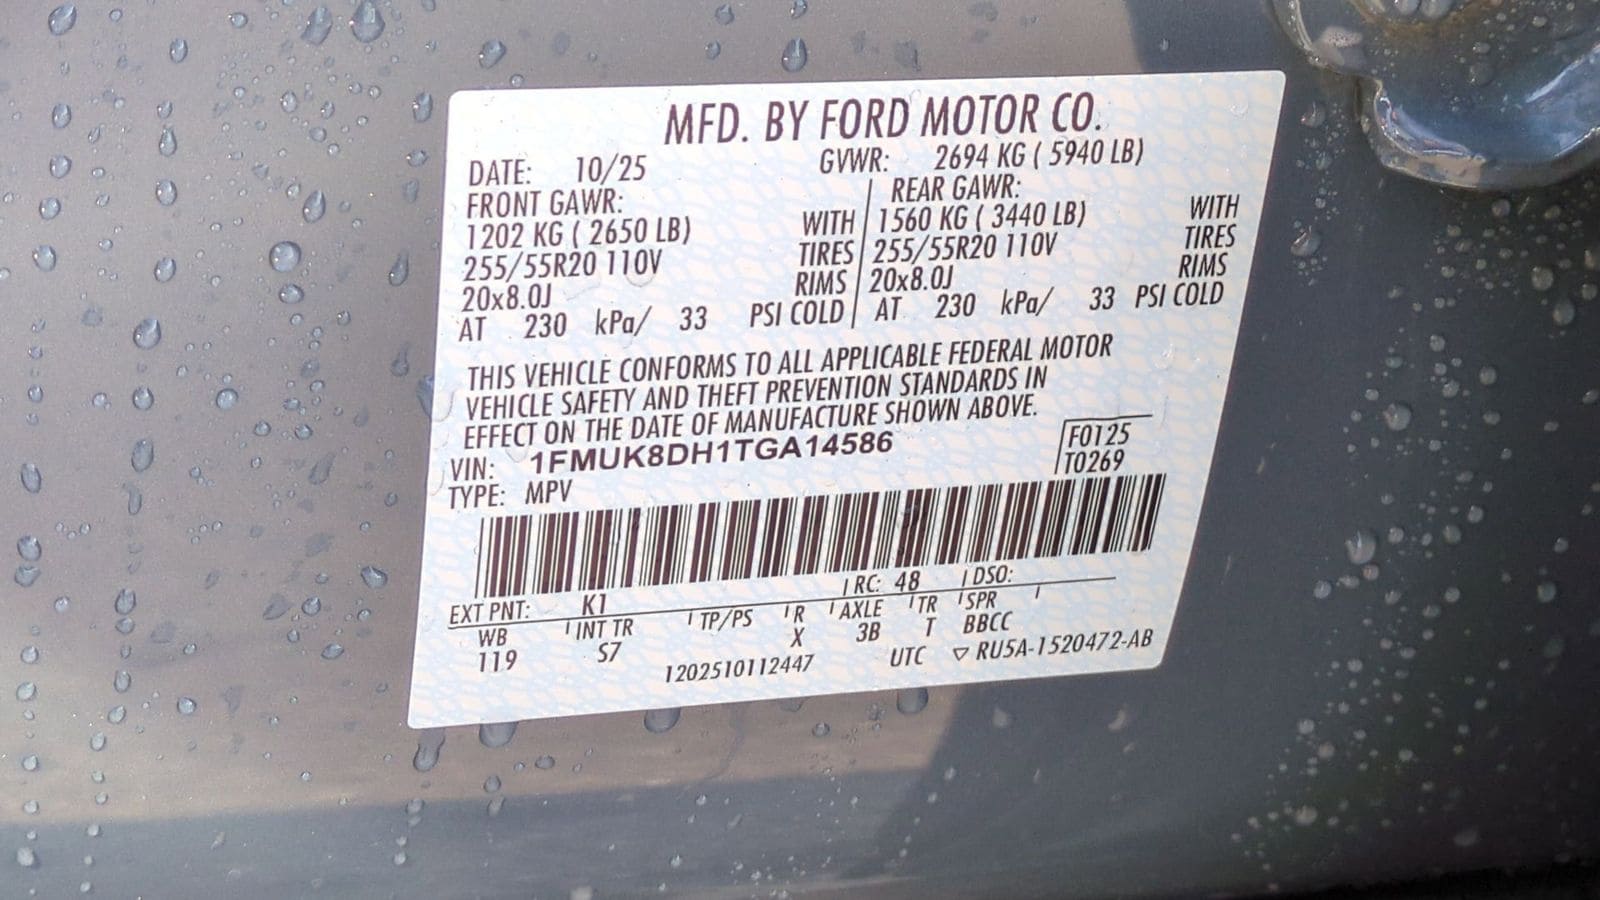 MFD. BY FORD MOTOR CO.
DATE: 10/25 GVWR: 2694 KG ( 5940 LB)
FRONT GAWR: REAR GAWR:
1202 KG ( 2650 LB) WITH 1560 KG ( 3440 LB) WITH
255/55R20 110V TIRES 255/55R20 110V TIRES
20x8.0J RIMS 20x8.0J RIMS
AT 230 kPa/ 33 PSI COLD AT 230 kPa/ 33 PSI COLD
THIS VEHICLE CONFORMS TO ALL APPLICABLE FEDERAL MOTOR
VEHICLE SAFETY AND THEFT PREVENTION STANDARDS IN
EFFECT ON THE DATE OF MANUFACTURE SHOWN ABOVE.
VIN: 1FMUK8DH1TGA14586 F0125
TYPE: MPV T0269
EXT PNT: K1 RC: 48 DSO:
WB INT TR TP/PS R AXLE TR SPR
119 S7 X 3B T BBCC
1202510112447 UTC ▽ RU5A-1520472-AB